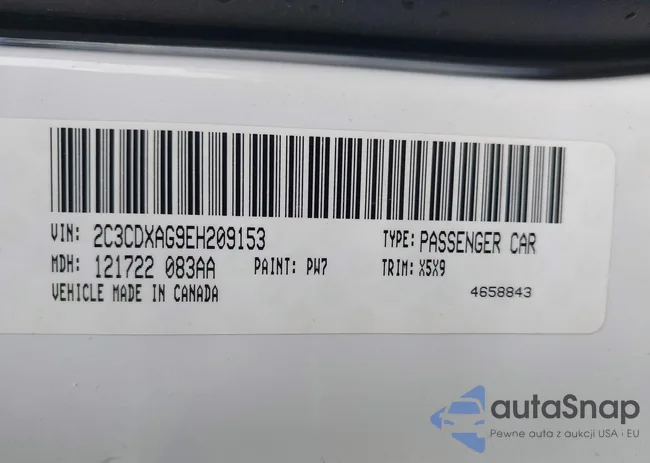 VIN: 2C3CDXAG9EH209153 TYPE: PASSENGER CAR
MDH: 121722 083AA PAINT: PW7 TRIM: X5X9
VEHICLE MADE IN CANADA 4658843
autaSnap
Pewne auta z aukcji USA i EU